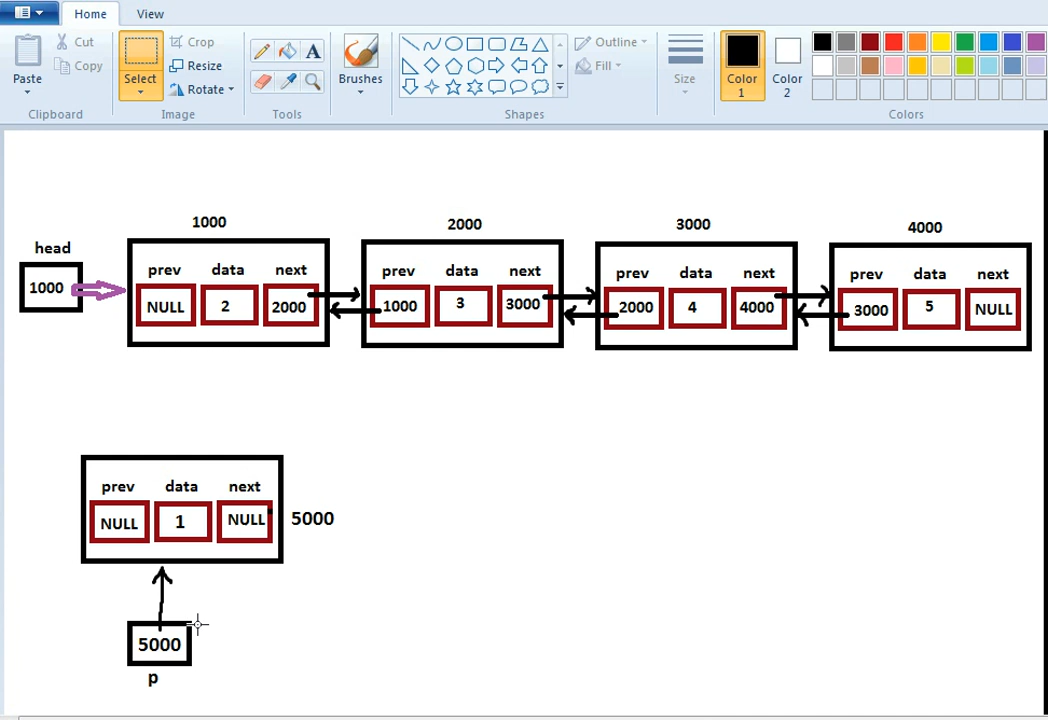 Home View
Paste
Cut
Copy
Clipboard
Select
Crop
Resize
Rotate
Image
A
Tools
Brushes
Shapes
Outline
Fill
Size
Color 1
Color 2
Colors
head
1000
1000
prev data next
NULL 2 2000
2000
prev data next
1000 3 3000
3000
prev data next
2000 4 4000
4000
prev data next
3000 5 NULL
prev data next
NULL 1 NULL
5000
5000
p